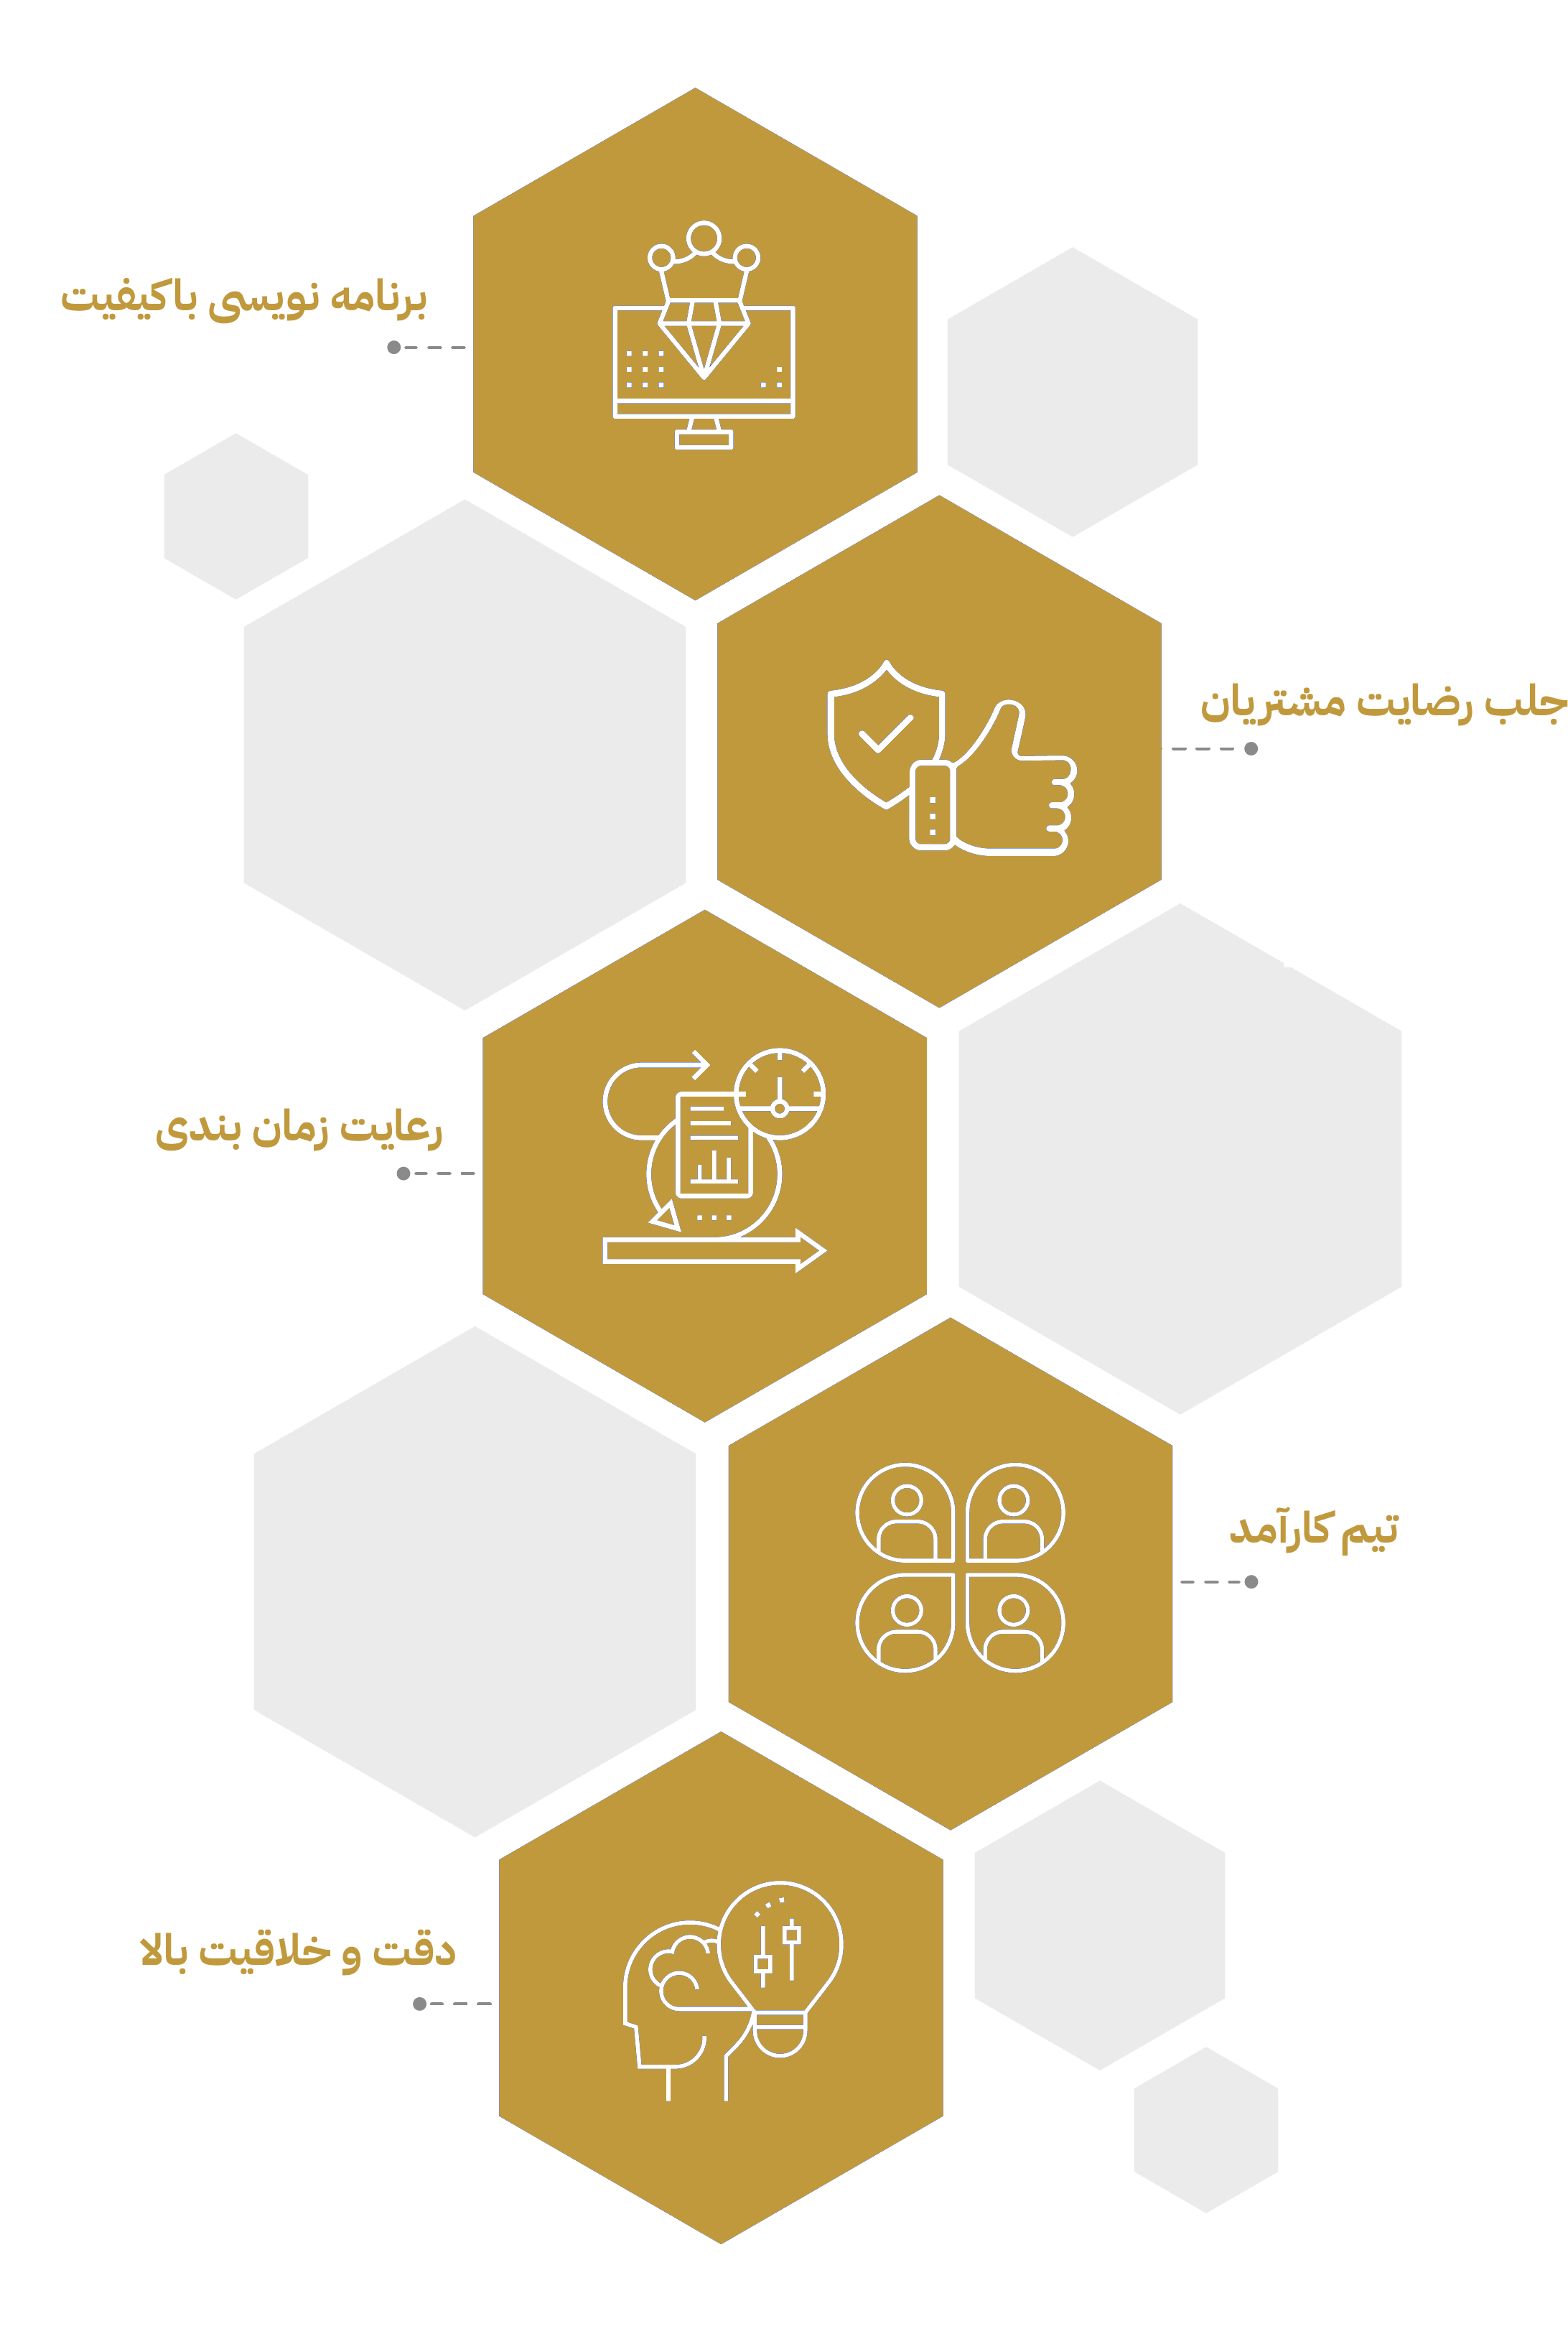 برنامه نویسی باکیفیت
جلب رضایت مشتریان
رعایت زمان بندی
تیم کارآمد
دقت و خلاقیت بالا